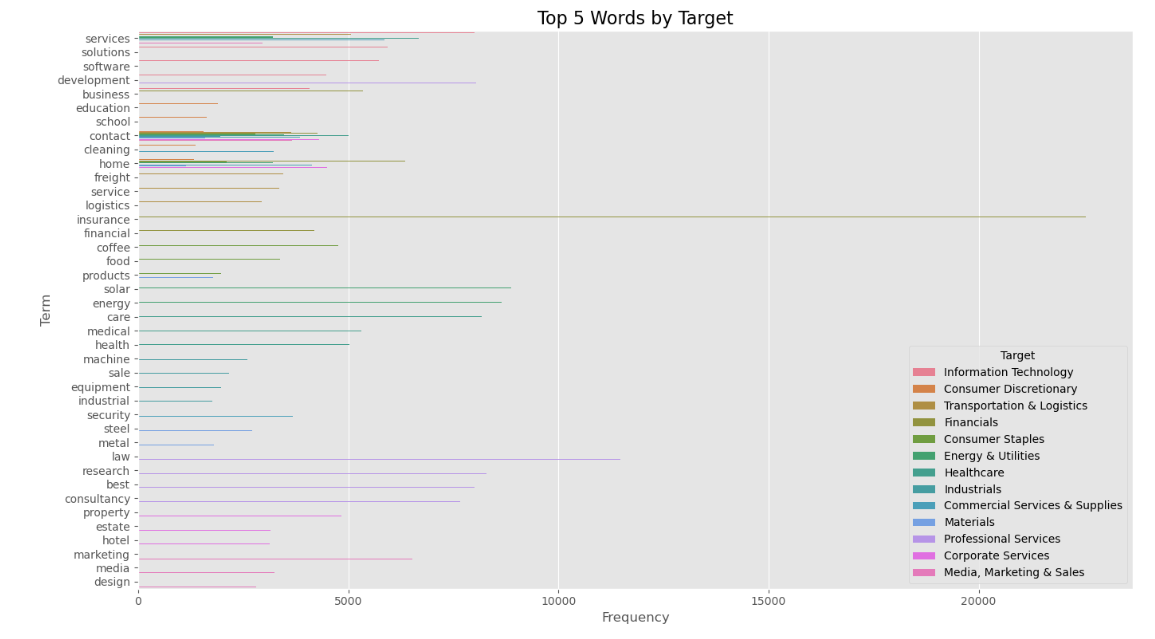 Top 5 Words by Target
Term
services
solutions
software
development
business
education
school
contact
cleaning
home
freight
service
logistics
insurance
financial
coffee
food
products
solar
energy
care
medical
health
machine
sale
equipment
industrial
security
steel
metal
law
research
best
consultancy
property
estate
hotel
marketing
media
design
Target
Information Technology
Consumer Discretionary
Transportation & Logistics
Financials
Consumer Staples
Energy & Utilities
Healthcare
Industrials
Commercial Services & Supplies
Materials
Professional Services
Corporate Services
Media, Marketing & Sales
0 5000 10000 15000 20000
Frequency